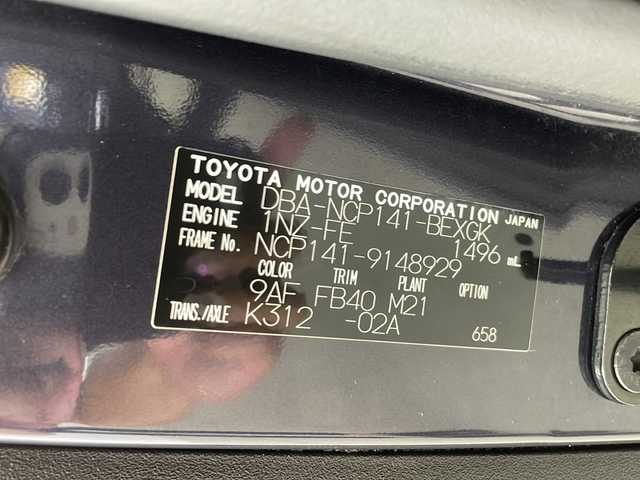 TOYOTA MOTOR CORPORATION JAPAN
MODEL DBA-NCP141-BEXGK
ENGINE 1NZ-FE 1496 mL
FRAME No. NCP141-9148929
COLOR TRIM PLANT OPTION
9AF FB40 M21
TRANS./AXLE K312 -02A
658